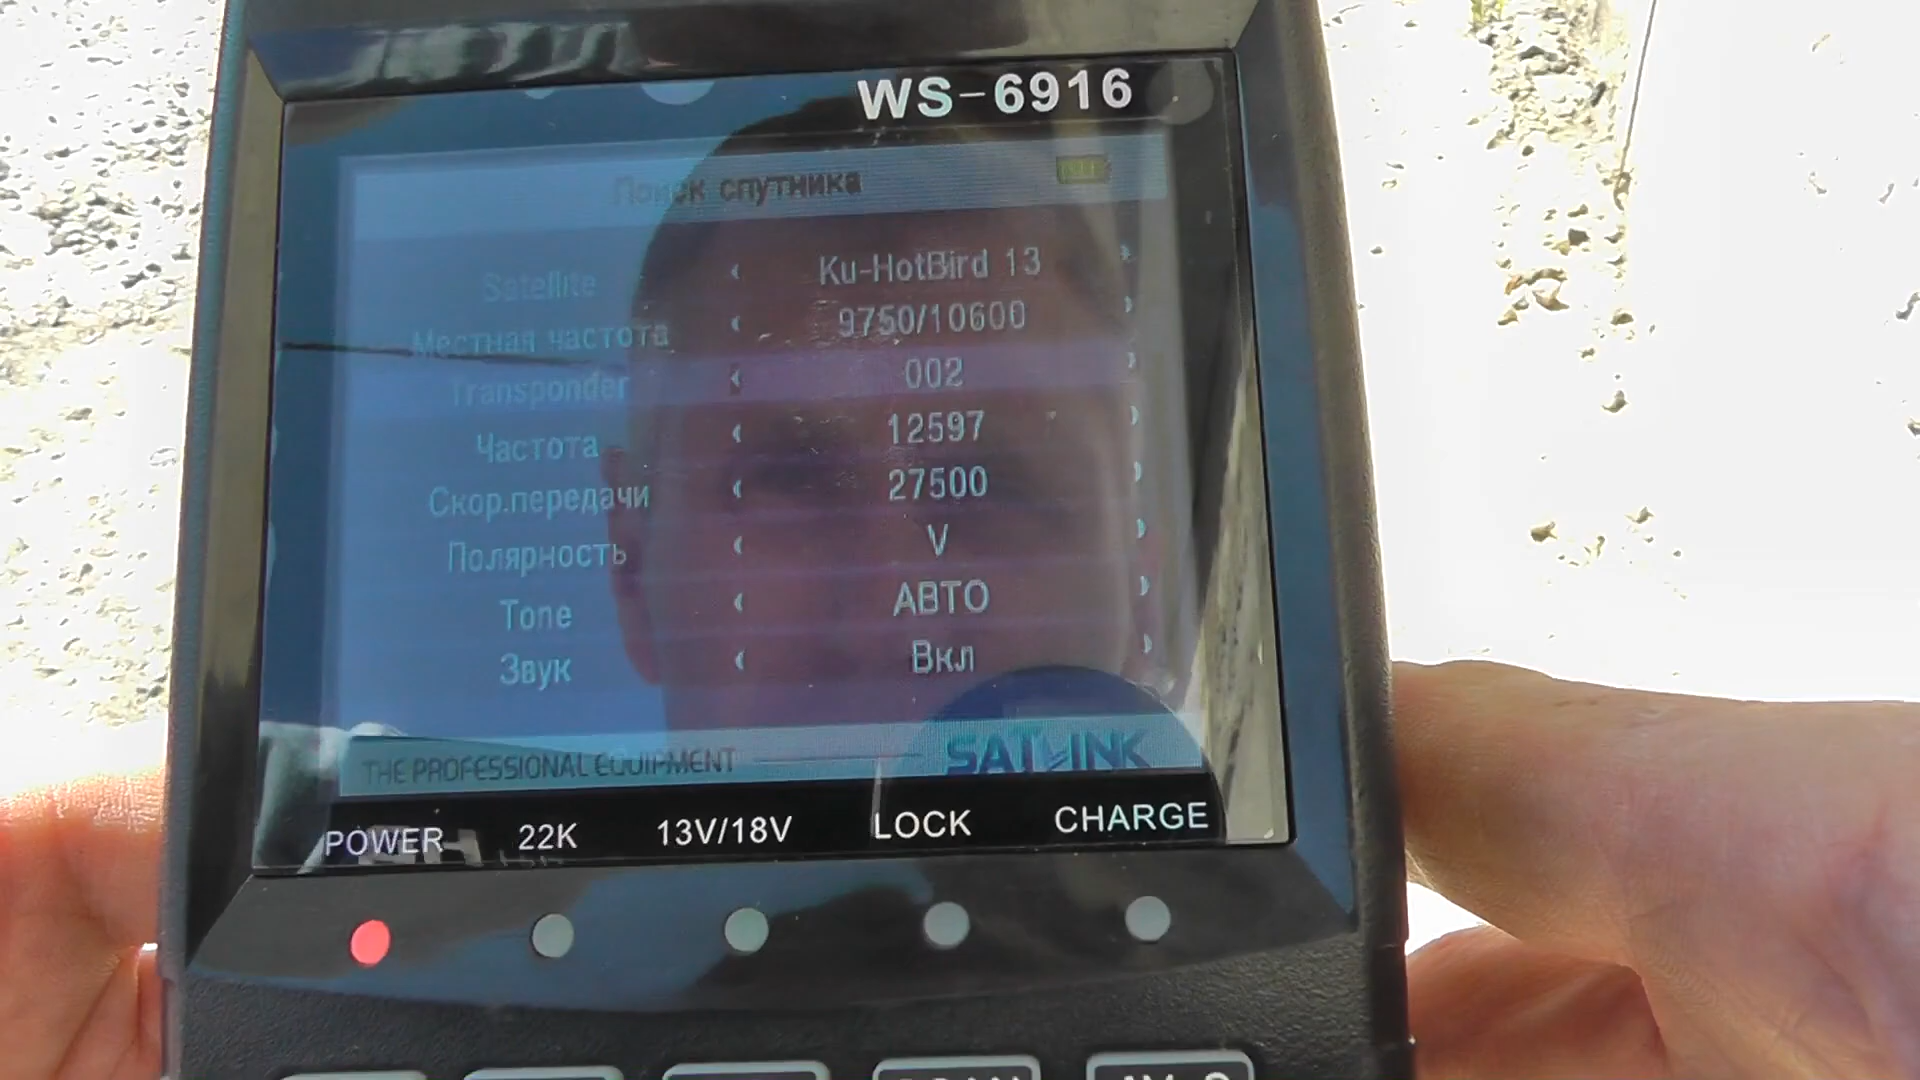 WS-6916
Поиск спутника
Satellite Ku-HotBird 13
Местная частота 9750/10600
Transponder 002
Частота 12597
Скор.передачи 27500
Полярность V
Tone АВТО
Звук Вкл
THE PROFESSIONAL EQUIPMENT SATLINK
POWER 22K 13V/18V LOCK CHARGE